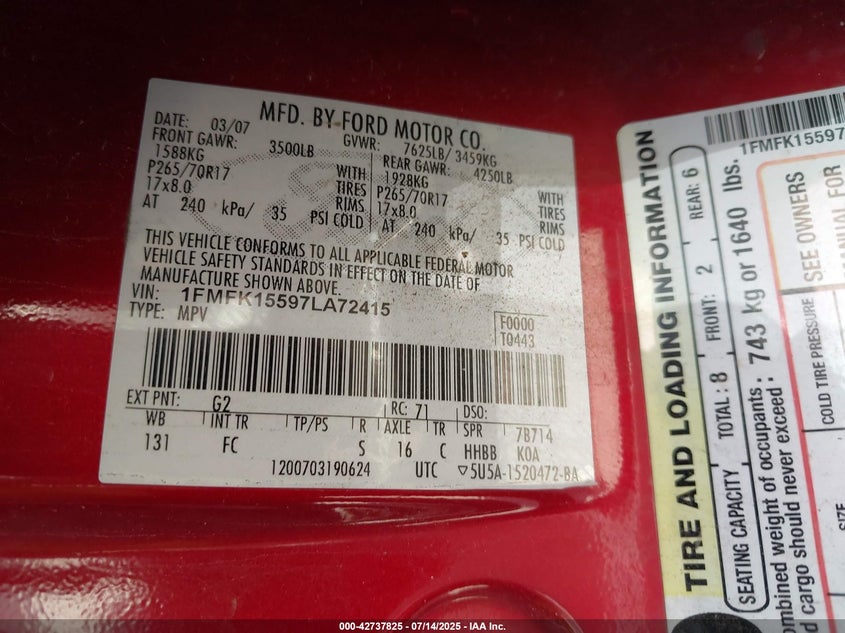 MFD. BY FORD MOTOR CO.
DATE: 03/07 GVWR: 7625LB/ 3459KG
FRONT GAWR: 3500LB REAR GAWR: 4250LB
1588KG WITH 1928KG WITH
P265/70R17 TIRES P265/70R17 TIRES
17x8.0 RIMS 17x8.0 RIMS
AT 240 kPa/ 35 PSI COLD AT 240 kPa/ 35 PSI COLD
THIS VEHICLE CONFORMS TO ALL APPLICABLE FEDERAL MOTOR
VEHICLE SAFETY STANDARDS IN EFFECT ON THE DATE OF
MANUFACTURE SHOWN ABOVE.
VIN: 1FMFK15597LA72415
TYPE: MPV
F0000
T0443
EXT PNT: G2 RC: 71 DSO:
WB INT TR TP/PS R AXLE TR SPR 7B714
131 FC S 16 C HHBB K0A
1200703190624 UTC ▽5U5A-1520472-BA
1FMFK15597
TIRE AND LOADING INFORMATION
SEATING CAPACITY TOTAL : 8 FRONT: 2 REAR: 6
ombined weight of occupants : 743 kg or 1640 lbs.
d cargo should never exceed :
SEE OWNERS
MANUAL FOR
COLD TIRE PRESSURE
SIZE
000-42737825 - 07/14/2025 - IAA Inc.